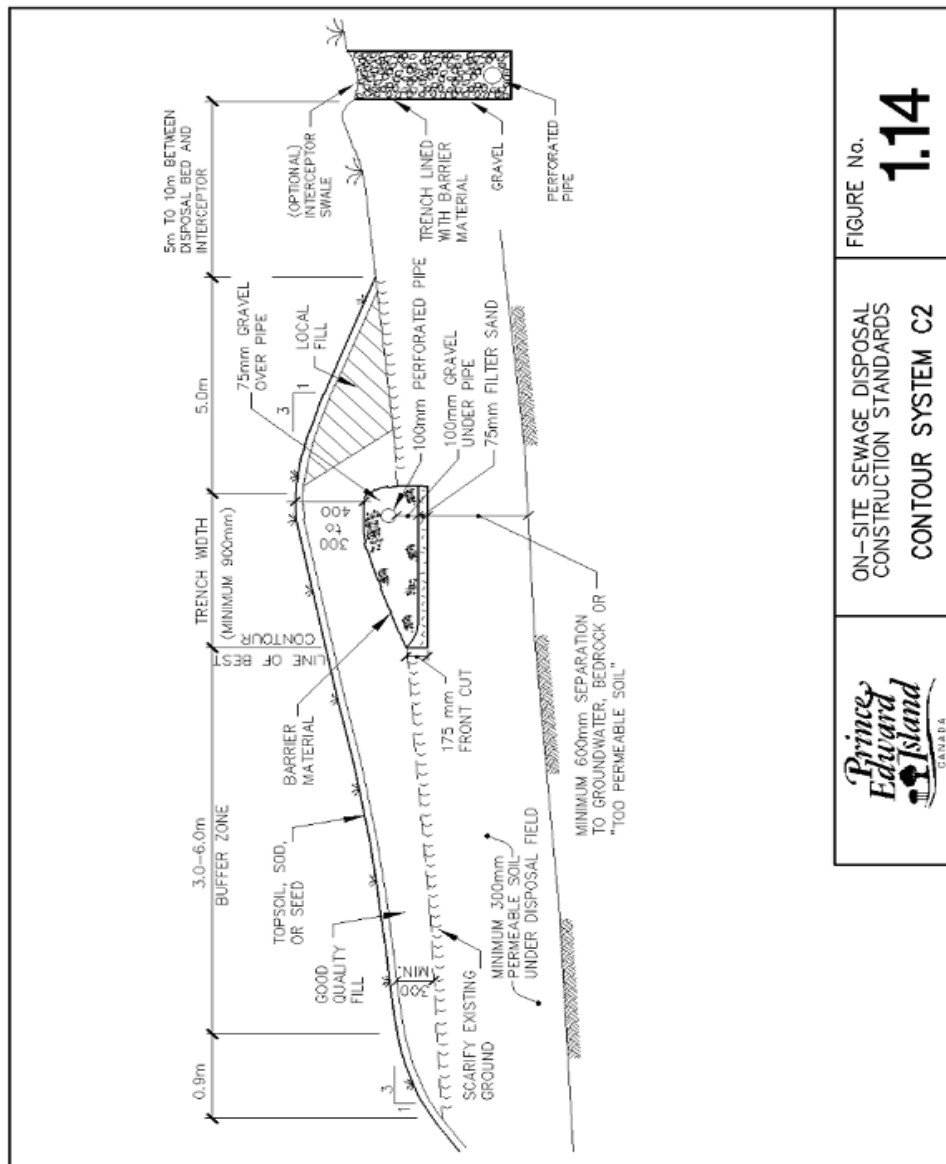 0.9m
3.0-6.0m
BUFFER ZONE
TRENCH WIDTH
(MINIMUM 900mm)
5.0m
5m TO 10m BETWEEN
DISPOSAL BED AND
INTERCEPTOR
LINE OF BEST
CONTOUR
3
1
TOPSOIL, SOD,
OR SEED
GOOD
QUALITY
FILL
300
MIN.
BARRIER
MATERIAL
300
to
400
3
1
LOCAL
FILL
75mm GRAVEL
OVER PIPE
(OPTIONAL)
INTERCEPTOR
SWALE
SCARIFY EXISTING
GROUND
175 mm
FRONT CUT
100mm PERFORATED PIPE
100mm GRAVEL
UNDER PIPE
75mm FILTER SAND
TRENCH LINED
WITH BARRIER
MATERIAL
GRAVEL
PERFORATED
PIPE
MINIMUM 300mm
PERMEABLE SOIL
UNDER DISPOSAL FIELD
MINIMUM 600mm SEPARATION
TO GROUNDWATER, BEDROCK OR
"TOO PERMEABLE SOIL"
Prince
Edward
Island
CANADA
ON-SITE SEWAGE DISPOSAL
CONSTRUCTION STANDARDS
CONTOUR SYSTEM C2
FIGURE No.
1.14